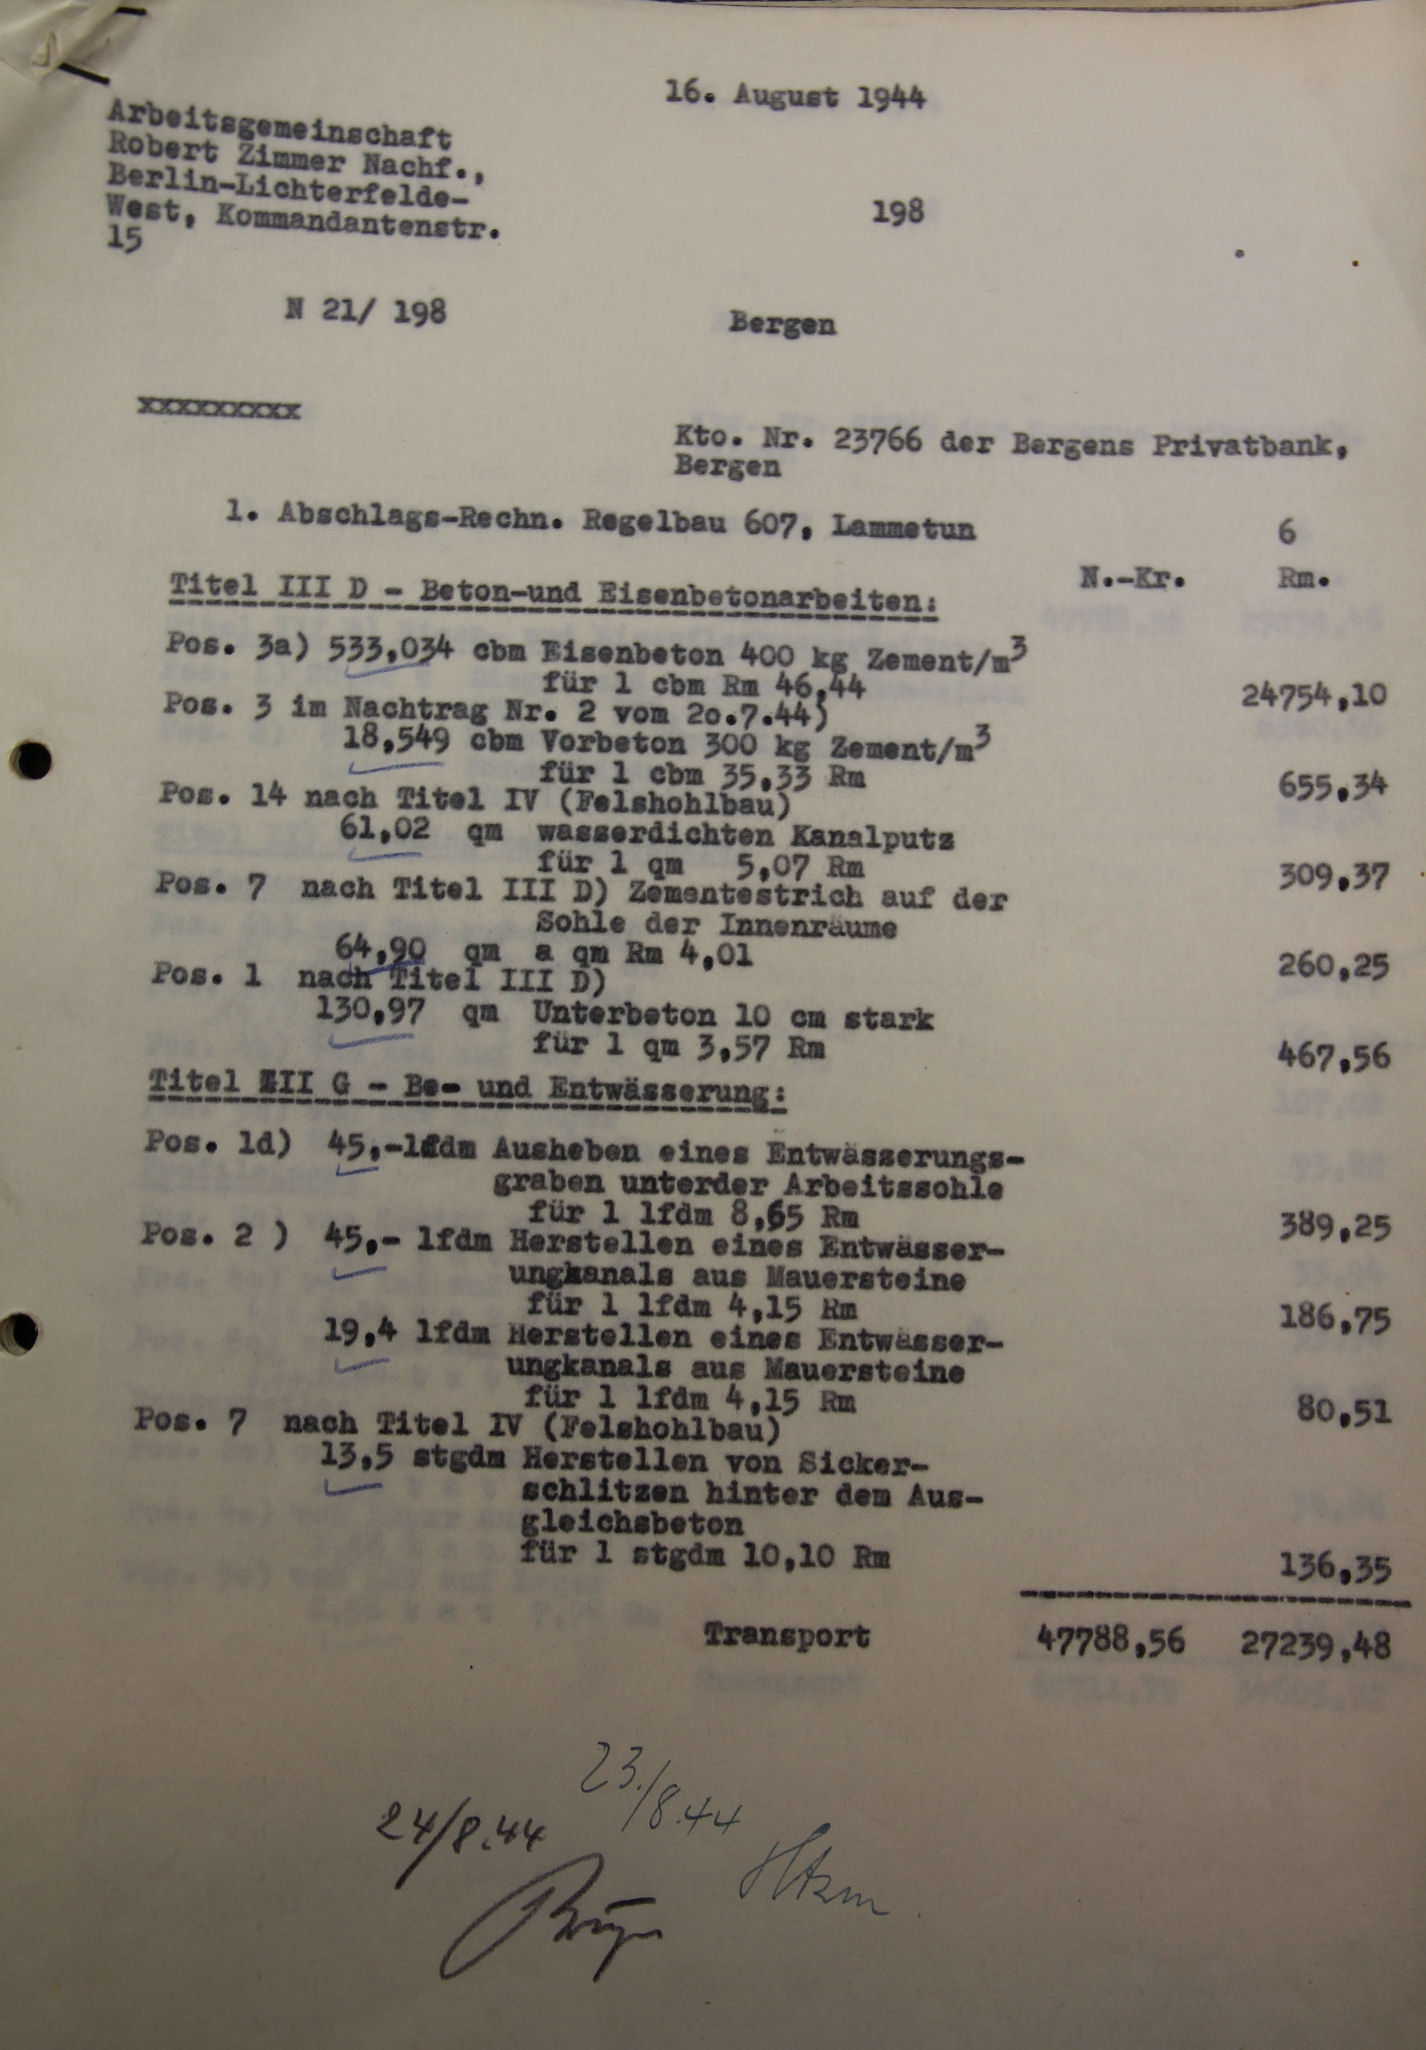 16. August 1944
Arbeitsgemeinschaft
Robert Zimmer Nachf.,
Berlin-Lichterfelde-
West, Kommandantenstr.
15
198
N 21/ 198
Bergen
xxxxxxxxx
Kto. Nr. 23766 der Bergens Privatbank,
Bergen
1. Abschlags-Rechn. Regelbau 607, Lammetun 6
N.-Kr. Rm.
Titel III D - Beton-und Eisenbetonarbeiten:
Pos. 3a) 533,034 cbm Eisenbeton 400 kg Zement/m3
für 1 cbm Rm 46,44 24754,10
Pos. 3 im Nachtrag Nr. 2 vom 2o.7.44)
18,549 cbm Vorbeton 300 kg Zement/m3
für 1 cbm 35,33 Rm 655,34
Pos. 14 nach Titel IV (Felshohlbau)
61,02 qm wasserdichten Kanalputz
für 1 qm 5,07 Rm 309,37
Pos. 7 nach Titel III D) Zementestrich auf der
Sohle der Innenräume
64,90 qm a qm Rm 4,01 260,25
Pos. 1 nach Titel III D)
130,97 qm Unterbeton 10 cm stark
für 1 qm 3,57 Rm 467,56
Titel III G - Be- und Entwässerung:
Pos. 1d) 45,-lfdm Ausheben eines Entwässerungs-
graben unterder Arbeitssohle
für 1 lfdm 8,65 Rm 389,25
Pos. 2 ) 45,- lfdm Herstellen eines Entwässer-
ungkanals aus Mauersteine
für 1 lfdm 4,15 Rm 186,75
19,4 lfdm Herstellen eines Entwässer-
ungkanals aus Mauersteine
für 1 lfdm 4,15 Rm 80,51
Pos. 7 nach Titel IV (Felshohlbau)
13,5 stgdm Herstellen von Sicker-
schlitzen hinter dem Aus-
gleichsbeton
für 1 stgdm 10,10 Rm 136,35
Transport 47788,56 27239,48
23./8.44
24/8.44